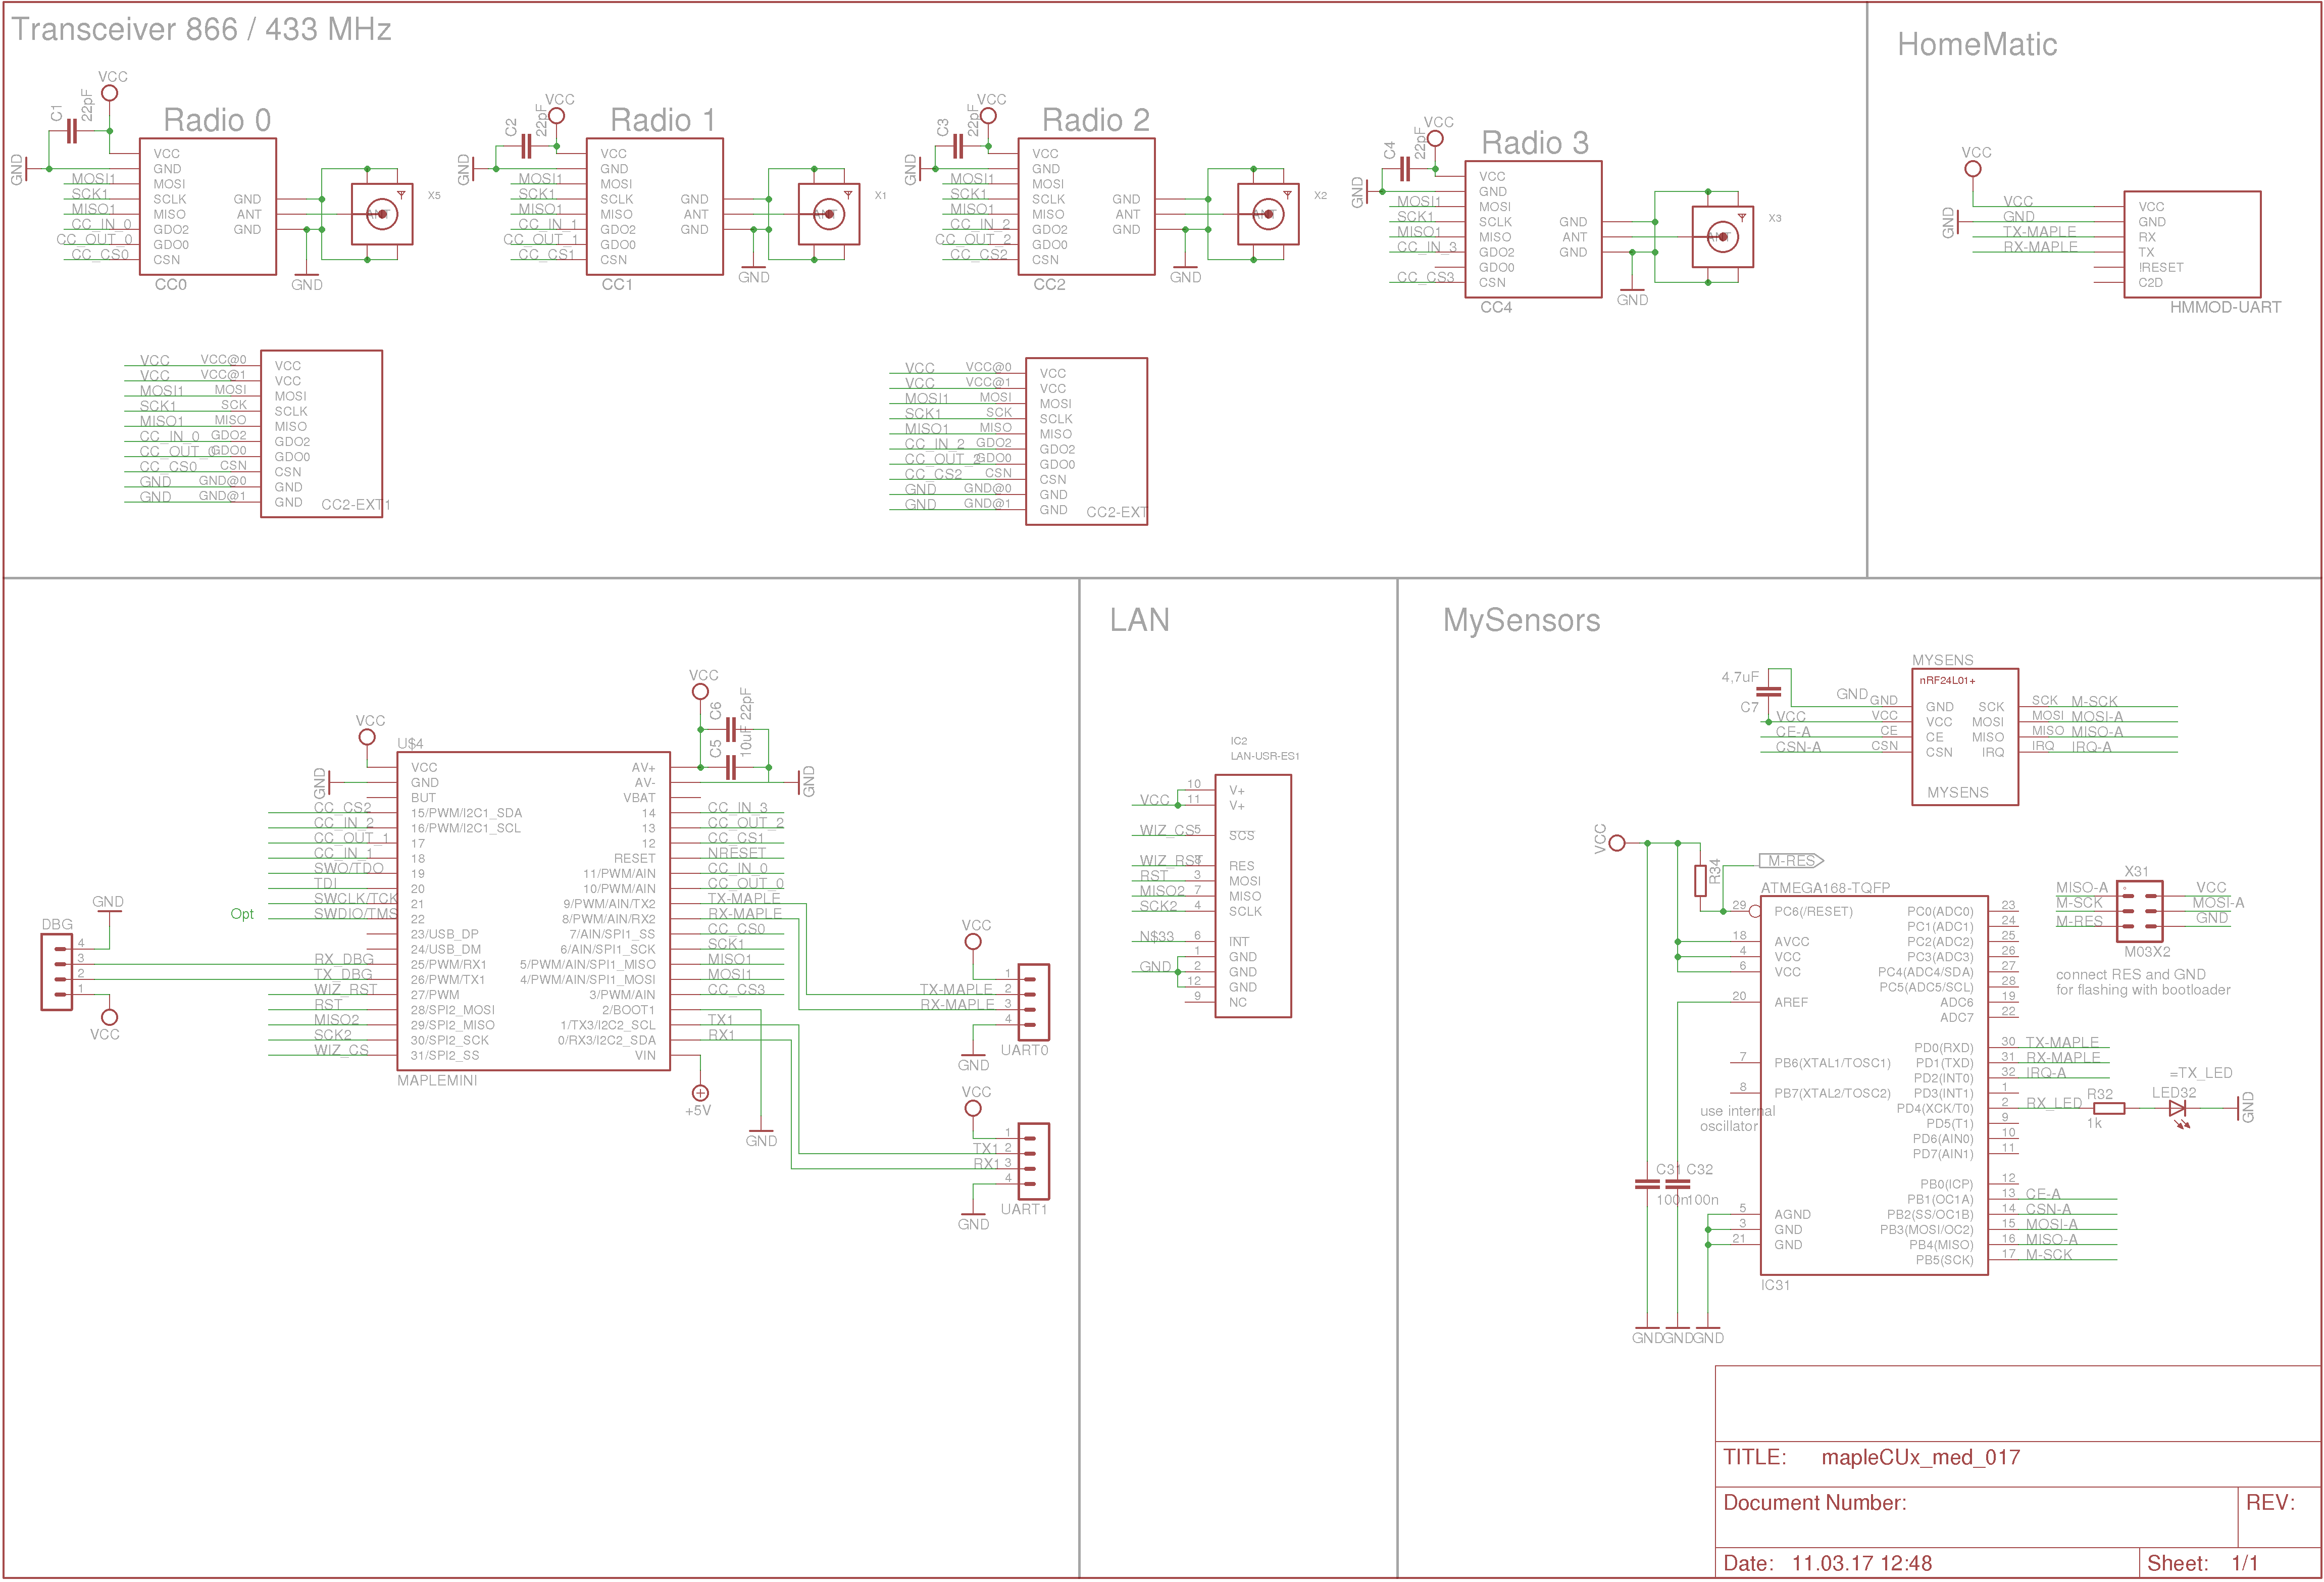 Transceiver 866 / 433 MHz
HomeMatic
VCC
C1
22pF
GND
Radio 0
VCC
GND
MOSI
SCLK
MISO
GDO2
GDO0
CSN
MOSI1
SCK1
MISO1
CC_IN_0
CC_OUT_0
CC_CS0
GND
ANT
GND
ANT
X5
GND
CC0
VCC
C2
22pF
GND
Radio 1
VCC
GND
MOSI
SCLK
MISO
GDO2
GDO0
CSN
MOSI1
SCK1
MISO1
CC_IN_1
CC_OUT_1
CC_CS1
GND
ANT
GND
ANT
X1
GND
CC1
VCC
C3
22pF
GND
Radio 2
VCC
GND
MOSI
SCLK
MISO
GDO2
GDO0
CSN
MOSI1
SCK1
MISO1
CC_IN_2
CC_OUT_2
CC_CS2
GND
ANT
GND
ANT
X2
GND
CC2
VCC
C4
22pF
GND
Radio 3
VCC
GND
MOSI
SCLK
MISO
GDO2
GDO0
CSN
MOSI1
SCK1
MISO1
CC_IN_3
CC_CS3
GND
ANT
GND
ANT
X3
GND
CC4
VCC
GND
VCC
GND
TX-MAPLE
RX-MAPLE
VCC
GND
RX
TX
!RESET
C2D
HMMOD-UART
VCC VCC@0 VCC
VCC VCC@1 VCC
MOSI1 MOSI MOSI
SCK1 SCK SCLK
MISO1 MISO MISO
CC_IN_0 GDO2 GDO2
CC_OUT_0 GDO0 GDO0
CC_CS0 CSN CSN
GND GND@0 GND
GND GND@1 GND
CC2-EXT1
VCC VCC@0 VCC
VCC VCC@1 VCC
MOSI1 MOSI MOSI
SCK1 SCK SCLK
MISO1 MISO MISO
CC_IN_2 GDO2 GDO2
CC_OUT_2 GDO0 GDO0
CC_CS2 CSN CSN
GND GND@0 GND
GND GND@1 GND
CC2-EXT
VCC
GND
U$4
VCC
GND
BUT
CC_CS2 15/PWM/I2C1_SDA
CC_IN_2 16/PWM/I2C1_SCL
CC_OUT_1 17
CC_IN_1 18
SWO/TDO 19
TDI 20
SWCLK/TCK 21
Opt
SWDIO/TMS 22
23/USB_DP
24/USB_DM
RX_DBG 25/PWM/RX1
TX_DBG 26/PWM/TX1
WIZ_RST 27/PWM
RST 28/SPI2_MOSI
MISO2 29/SPI2_MISO
SCK2 30/SPI2_SCK
WIZ_CS 31/SPI2_SS
MAPLEMINI
GND
DBG
4
3
2
1
VCC
VCC
C6
22pF
C5
10uF
GND
AV+
AV-
VBAT
14 CC_IN_3
13 CC_OUT_2
12 CC_CS1
RESET NRESET
11/PWM/AIN CC_IN_0
10/PWM/AIN CC_OUT_0
9/PWM/AIN/TX2 TX-MAPLE
8/PWM/AIN/RX2 RX-MAPLE
7/AIN/SPI1_SS CC_CS0
6/AIN/SPI1_SCK SCK1
5/PWM/AIN/SPI1_MISO MISO1
4/PWM/AIN/SPI1_MOSI MOSI1
3/PWM/AIN CC_CS3
2/BOOT1
1/TX3/I2C2_SCL TX1
0/RX3/I2C2_SDA RX1
VIN
+5V
GND
VCC
1
TX-MAPLE 2
RX-MAPLE 3
4
GND
UART0
VCC
1
TX1 2
RX1 3
4
GND
UART1
LAN
IC2
LAN-USR-ES1
10 V+
VCC 11 V+
WIZ_CS 5 SCS
WIZ_RST RES
RST 3 MOSI
MISO2 7 MISO
SCK2 4 SCLK
N$33 6 INT
1 GND
GND 2 GND
12 GND
9 NC
MySensors
4,7uF
C7
MYSENS
nRF24L01+
GND GND GND
VCC VCC VCC
CE-A CE CE
CSN-A CSN CSN
SCK SCK M-SCK
MOSI MOSI MOSI-A
MISO MISO MISO-A
IRQ IRQ IRQ-A
MYSENS
VCC
R34
M-RES
ATMEGA168-TQFP
29 PC6(/RESET)
18 AVCC
4 VCC
6 VCC
20 AREF
7 PB6(XTAL1/TOSC1)
8 PB7(XTAL2/TOSC2)
use internal
oscillator
C31 C32
100n 100n
5 AGND
3 GND
21 GND
PC0(ADC0) 23
PC1(ADC1) 24
PC2(ADC2) 25
PC3(ADC3) 26
PC4(ADC4/SDA) 27
PC5(ADC5/SCL) 28
ADC6 19
ADC7 22
PD0(RXD) 30 TX-MAPLE
PD1(TXD) 31 RX-MAPLE
PD2(INT0) 32 IRQ-A
PD3(INT1) 1
PD4(XCK/T0) 2 RX_LED
PD5(T1) 9
PD6(AIN0) 10
PD7(AIN1) 11
PB0(ICP) 12
PB1(OC1A) 13 CE-A
PB2(SS/OC1B) 14 CSN-A
PB3(MOSI/OC2) 15 MOSI-A
PB4(MISO) 16 MISO-A
PB5(SCK) 17 M-SCK
IC31
GND GND GND
X31
MISO-A VCC
M-SCK MOSI-A
M-RES GND
M03X2
connect RES and GND
for flashing with bootloader
=TX_LED
R32
1k
LED32
GND
TITLE: mapleCUx_med_017
Document Number:
REV:
Date: 11.03.17 12:48
Sheet: 1/1